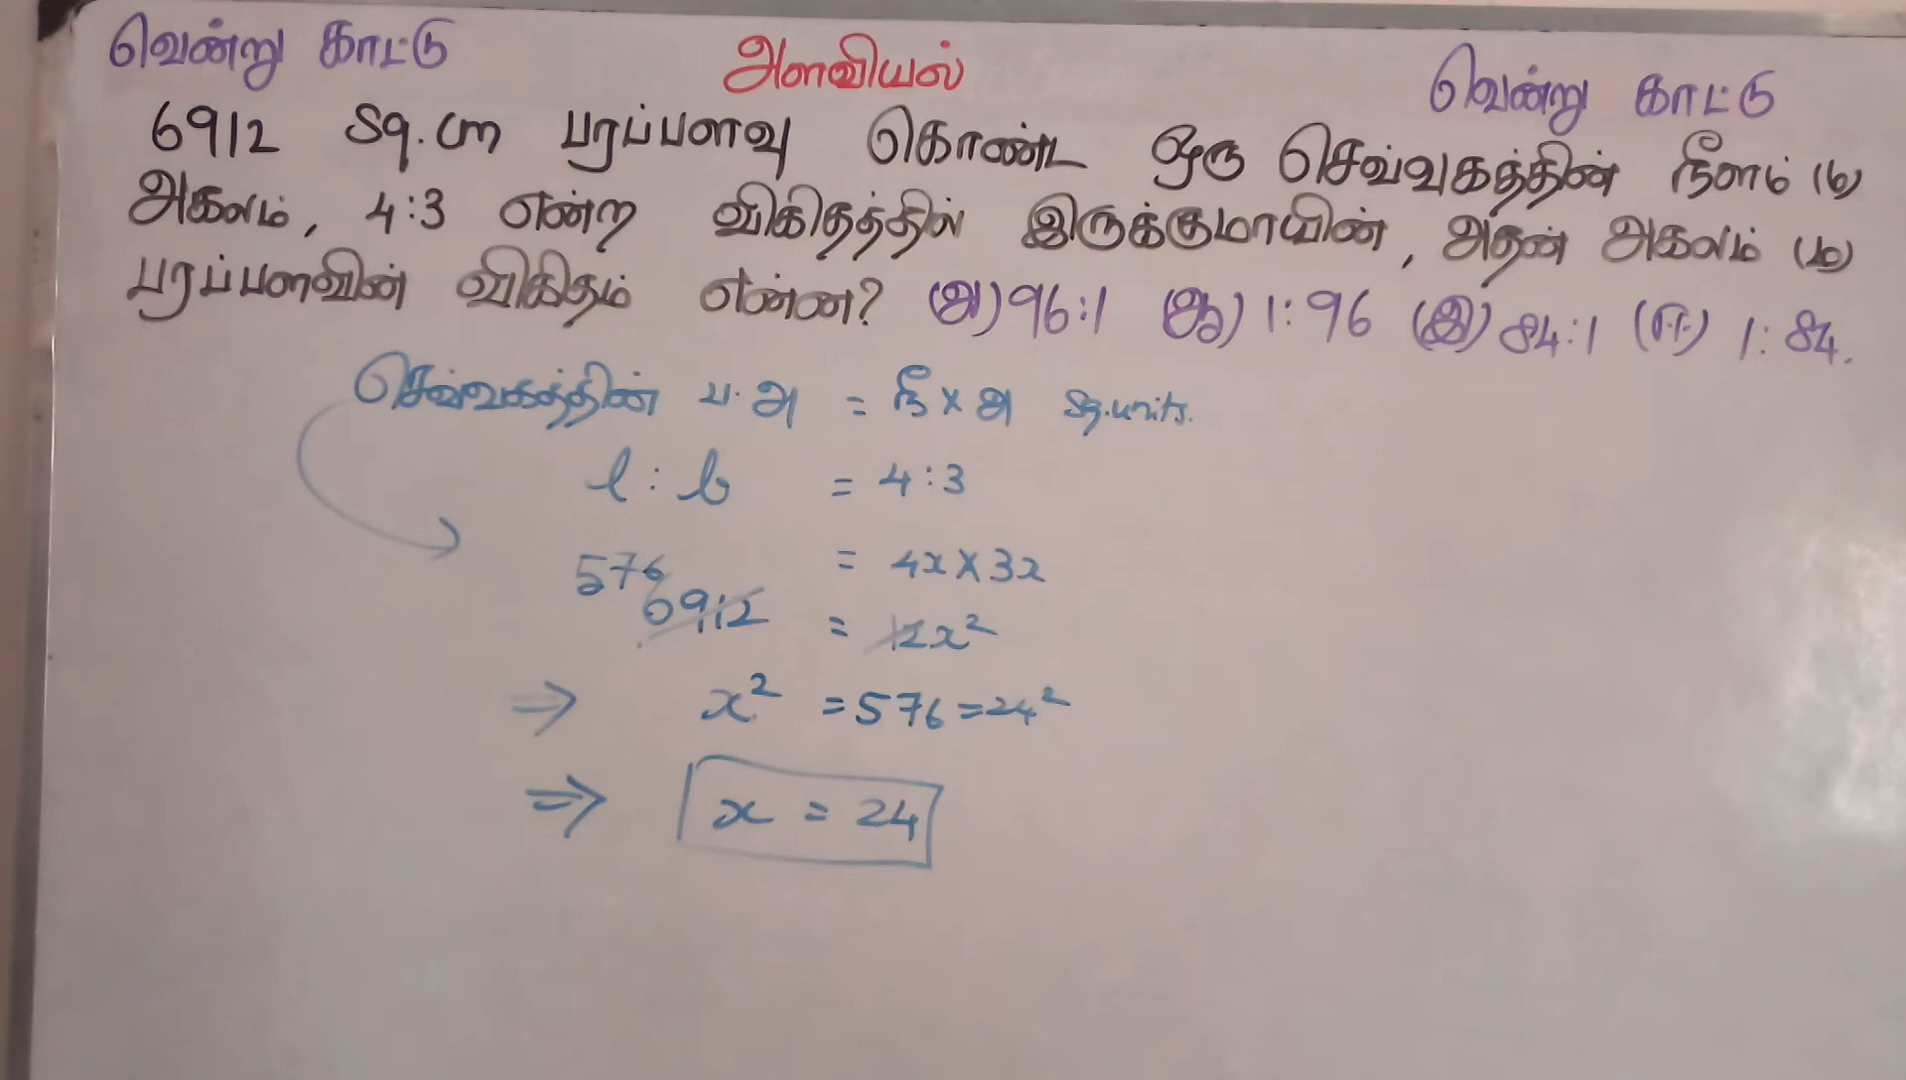 வென்று காட்டு அளவியல் வென்று காட்டு
6912 sq.cm பரப்பளவு கொண்ட ஒரு செவ்வகத்தின் நீளம் (ம)
அகலம், 4:3 என்ற விகிதத்தில் இருக்குமாயின், அதன் அகலம் (ம)
பரப்பளவின் விகிதம் என்ன? (அ) 96:1 (ஆ) 1:96 (இ) 84:1 (ஈ) 1:84.
செவ்வகத்தின் ப.அ = நீ × அ sq.units.
l : b = 4:3
= 4x × 3x
576
6912 = 12x²
⇒ x² = 576 = 24²
⇒ x = 24